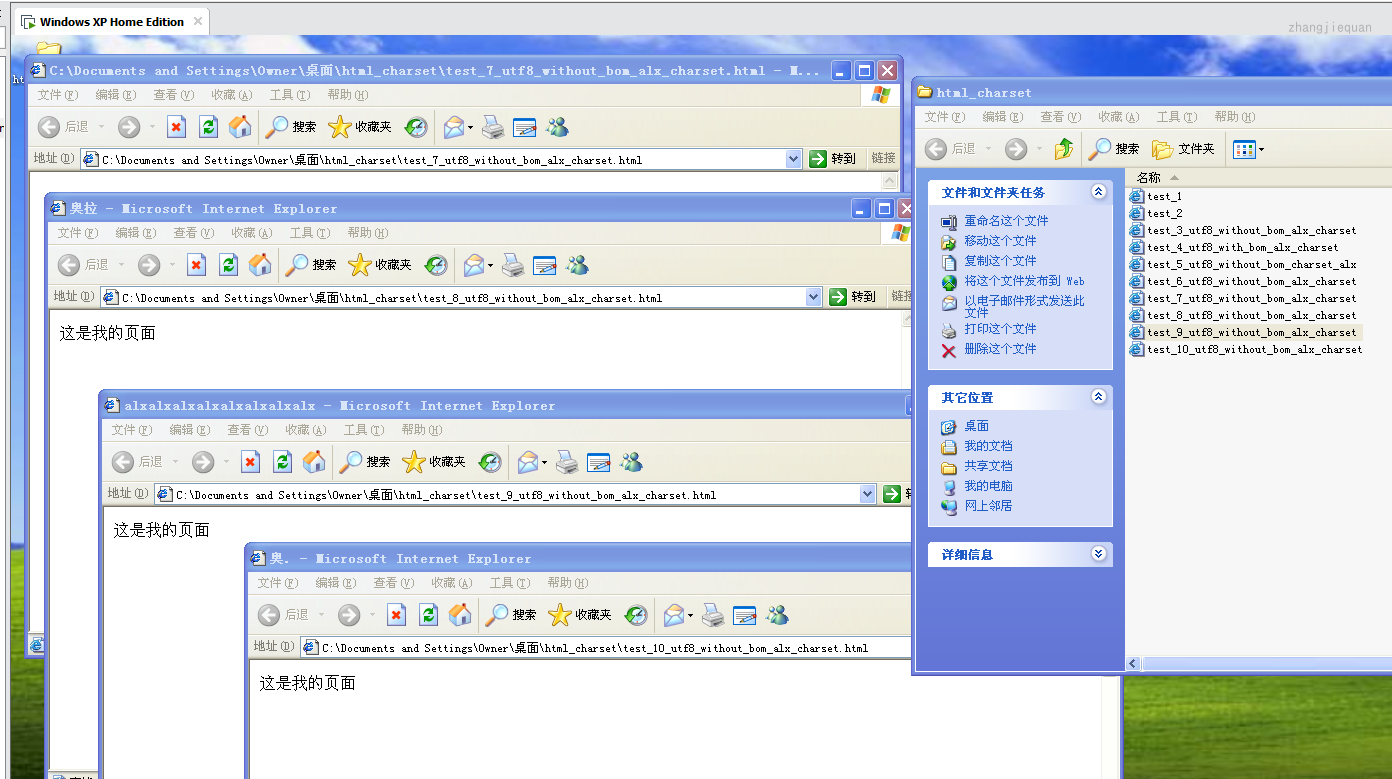 Windows XP Home Edition
zhangjiequan
C:\Documents and Settings\Owner\桌面\html_charset\test_7_utf8_without_bom_alx_charset.html - M...
文件(F) 编辑(E) 查看(V) 收藏(A) 工具(T) 帮助(H)
后退 搜索 收藏夹
地址(D) C:\Documents and Settings\Owner\桌面\html_charset\test_7_utf8_without_bom_alx_charset.html 转到 链接
奥拉 - Microsoft Internet Explorer
文件(F) 编辑(E) 查看(V) 收藏(A) 工具(T) 帮助(H)
后退 搜索 收藏夹
地址(D) C:\Documents and Settings\Owner\桌面\html_charset\test_8_utf8_without_bom_alx_charset.html 转到 链接
这是我的页面
alxalxalxalxalxalxalxalx - Microsoft Internet Explorer
文件(F) 编辑(E) 查看(V) 收藏(A) 工具(T) 帮助(H)
后退 搜索 收藏夹
地址(D) C:\Documents and Settings\Owner\桌面\html_charset\test_9_utf8_without_bom_alx_charset.html
这是我的页面
奥. - Microsoft Internet Explorer
文件(F) 编辑(E) 查看(V) 收藏(A) 工具(T) 帮助(H)
后退 搜索 收藏夹
地址(D) C:\Documents and Settings\Owner\桌面\html_charset\test_10_utf8_without_bom_alx_charset.html
这是我的页面
html_charset
文件(F) 编辑(E) 查看(V) 收藏(A) 工具(T) 帮助(H)
后退 搜索 文件夹
文件和文件夹任务
重命名这个文件
移动这个文件
复制这个文件
将这个文件发布到 Web
以电子邮件形式发送此
文件
打印这个文件
删除这个文件
其它位置
桌面
我的文档
共享文档
我的电脑
网上邻居
详细信息
名称
test_1
test_2
test_3_utf8_without_bom_alx_charset
test_4_utf8_with_bom_alx_charset
test_5_utf8_without_bom_charset_alx
test_6_utf8_without_bom_alx_charset
test_7_utf8_without_bom_alx_charset
test_8_utf8_without_bom_alx_charset
test_9_utf8_without_bom_alx_charset
test_10_utf8_without_bom_alx_charset